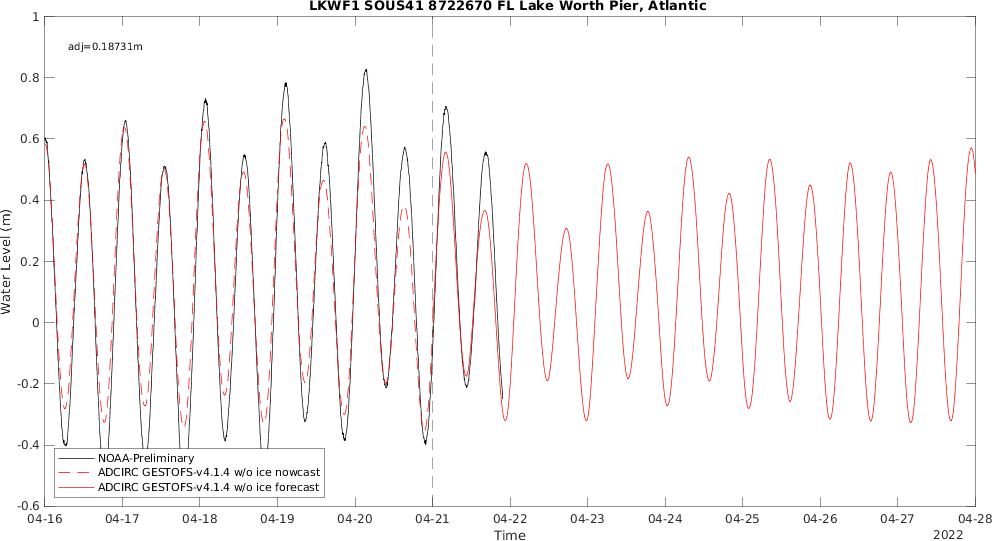 LKWF1 SOUS41 8722670 FL Lake Worth Pier, Atlantic
adj=0.18731m
1
0.8
0.6
0.4
0.2
0
-0.2
-0.4
-0.6
Water Level (m)
NOAA-Preliminary
ADCIRC GESTOFS-v4.1.4 w/o ice nowcast
ADCIRC GESTOFS-v4.1.4 w/o ice forecast
04-16 04-17 04-18 04-19 04-20 04-21 04-22 04-23 04-24 04-25 04-26 04-27 04-28
Time
2022